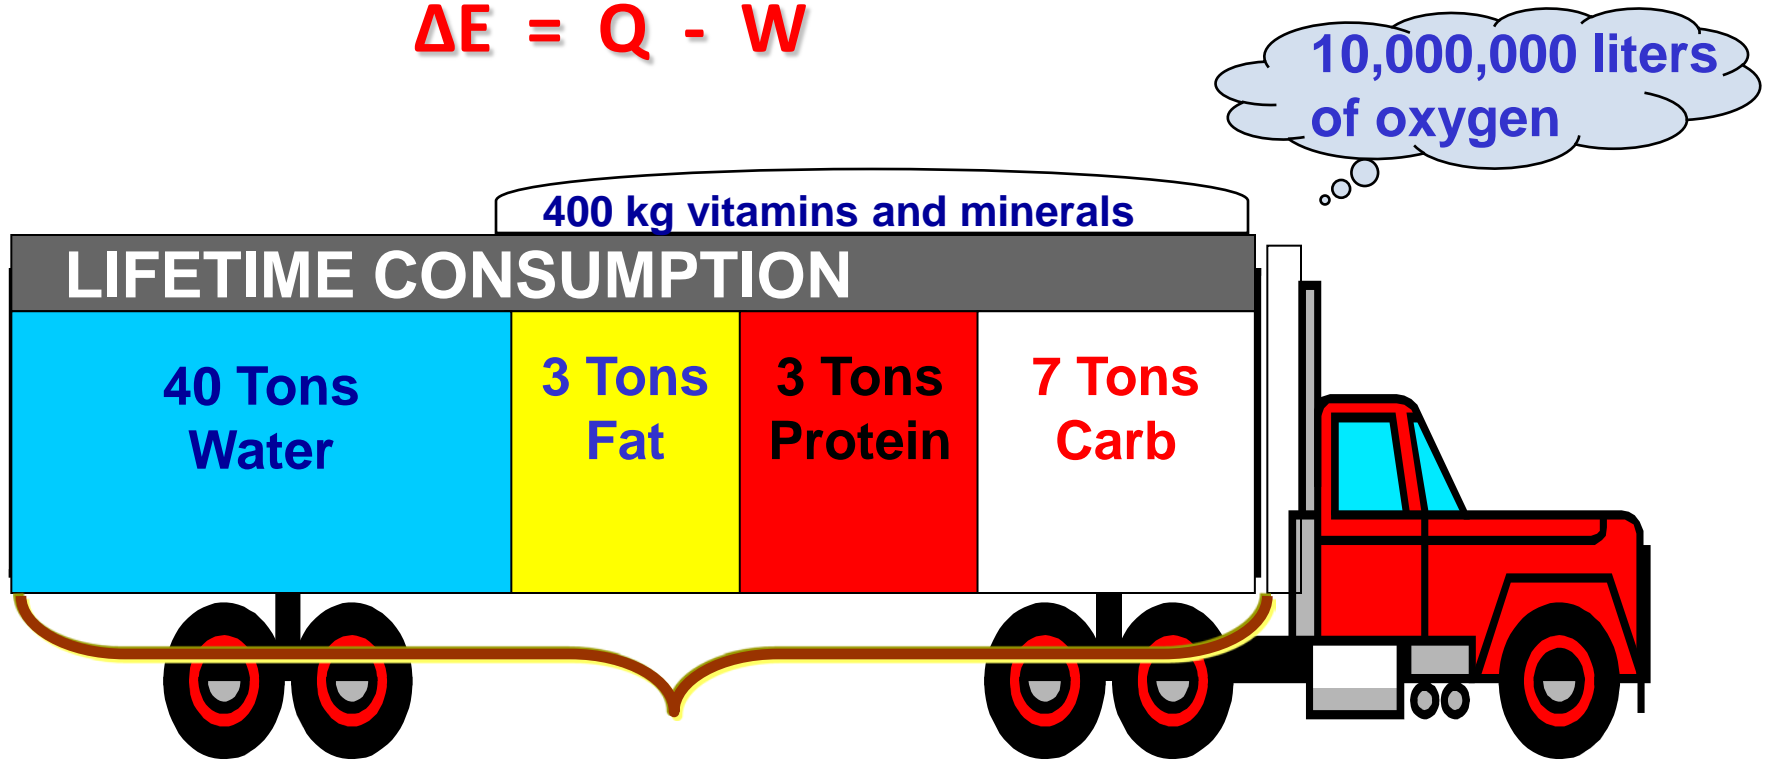 ΔE = Q - W
10,000,000 liters
of oxygen
400 kg vitamins and minerals
LIFETIME CONSUMPTION
40 Tons
Water
3 Tons
Fat
3 Tons
Protein
7 Tons
Carb